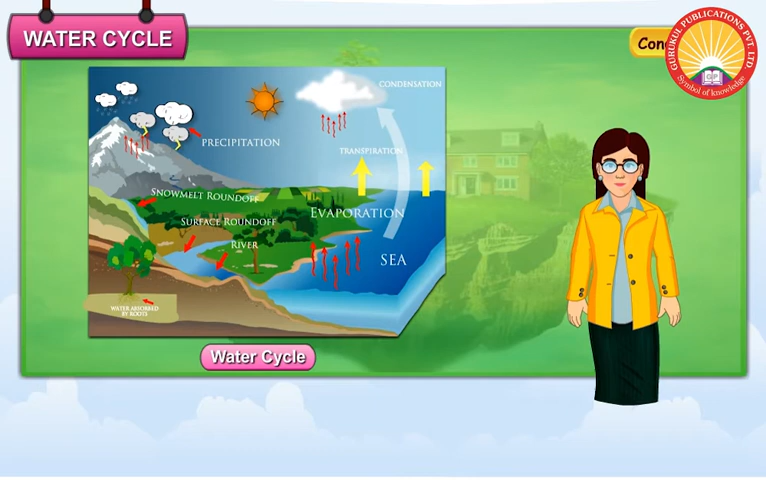 WATER CYCLE
Con
GURUKUL PUBLICATIONS PVT. LTD.
GP
Symbol of knowledge
CONDENSATION
PRECIPITATION
TRANSPIRATION
SNOWMELT ROUNDOFF
EVAPORATION
SURFACE ROUNDOFF
RIVER
SEA
WATER ABSORBED
BY ROOTS
Water Cycle